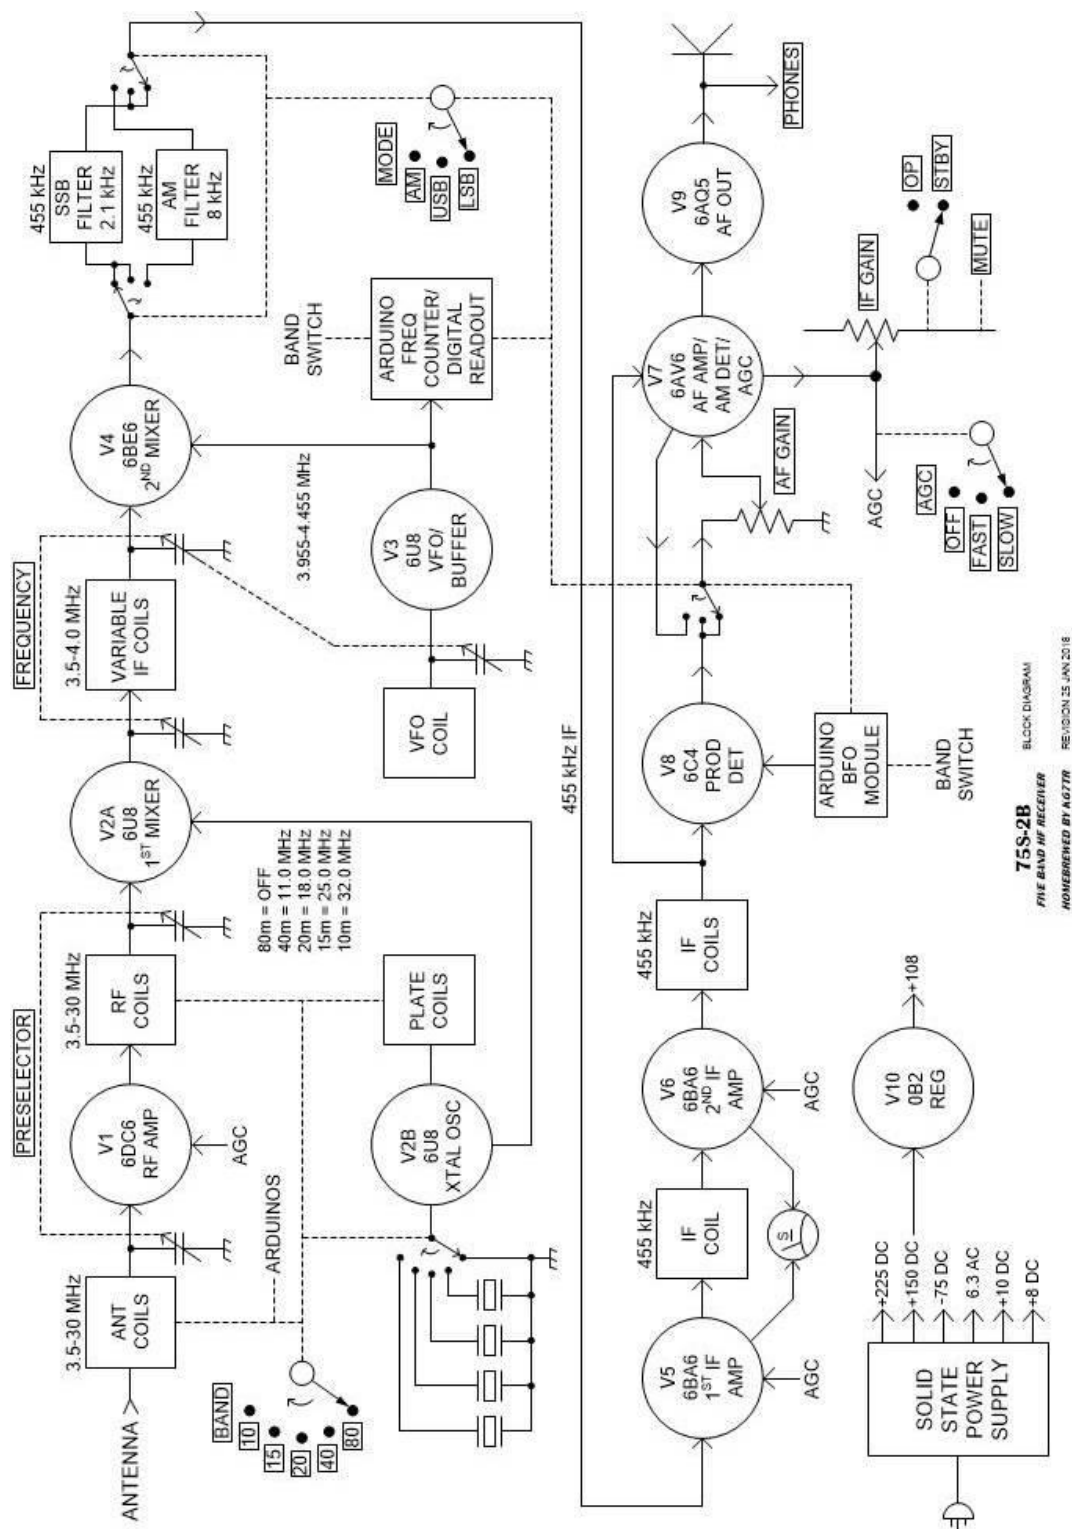 PRESELECTOR
FREQUENCY
3.5-30 MHz
ANT
COILS
ANTENNA
V1
6DC6
RF AMP
AGC
3.5-30 MHz
RF
COILS
V2A
6U8
1ST MIXER
3.5-4.0 MHz
VARIABLE
IF COILS
V4
6BE6
2ND MIXER
455 kHz
SSB
FILTER
2.1 kHz
455 kHz
AM
FILTER
8 kHz
BAND
10
15
20
40
80
ARDUINOS
V2B
6U8
XTAL OSC
PLATE
COILS
80m = OFF
40m = 11.0 MHz
20m = 18.0 MHz
15m = 25.0 MHz
10m = 32.0 MHz
VFO
COIL
V3
6U8
VFO/
BUFFER
3.955-4.455 MHz
BAND
SWITCH
ARDUINO
FREQ
COUNTER/
DIGITAL
READOUT
MODE
AM
USB
LSB
455 kHz IF
V5
6BA6
1ST IF
AMP
AGC
455 kHz
IF
COIL
S
V6
6BA6
2ND IF
AMP
AGC
455 kHz
IF
COILS
V8
6C4
PROD
DET
ARDUINO
BFO
MODULE
BAND
SWITCH
AF GAIN
V7
6AV6
AF AMP/
AM DET/
AGC
V9
6AQ5
AF OUT
PHONES
IF GAIN
OP
STBY
MUTE
AGC
AGC
OFF
FAST
SLOW
SOLID
STATE
POWER
SUPPLY
+225 DC
+150 DC
-75 DC
6.3 AC
+10 DC
+8 DC
V10
0B2
REG
+108
75S-2B
FIVE BAND HF RECEIVER
BLOCK DIAGRAM
HOMEBREWED BY KG7TR
REVISION 25 JAN 2018